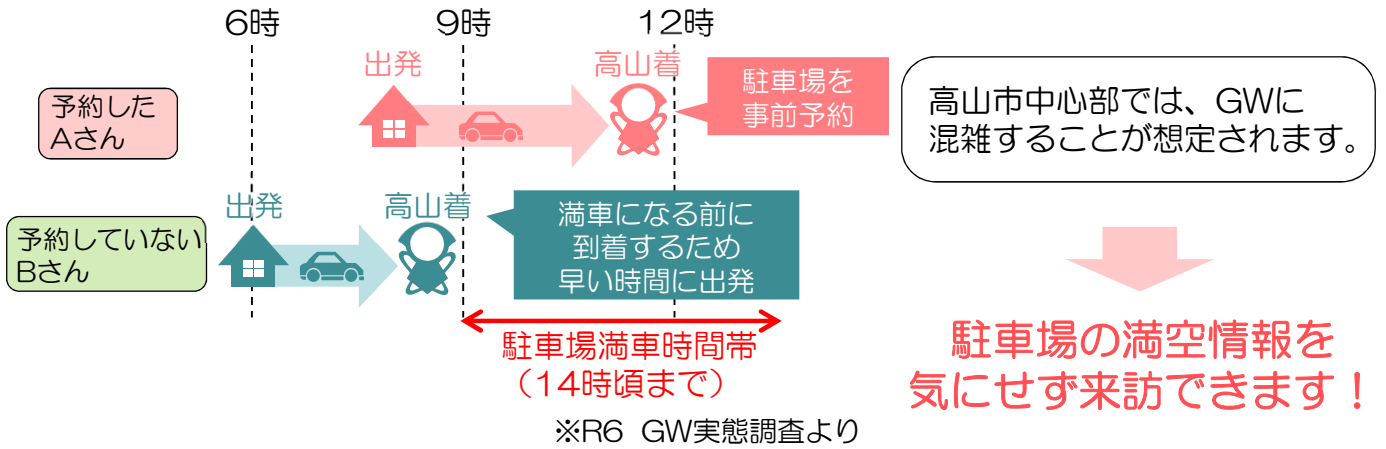 6時
9時
12時
出発
高山着
駐車場を
事前予約
予約した
Aさん
出発
高山着
満車になる前に
到着するため
早い時間に出発
予約していない
Bさん
駐車場満車時間帯
（14時頃まで）
※R6 GW実態調査より
高山市中心部では、GWに
混雑することが想定されます。
駐車場の満空情報を
気にせず来訪できます！